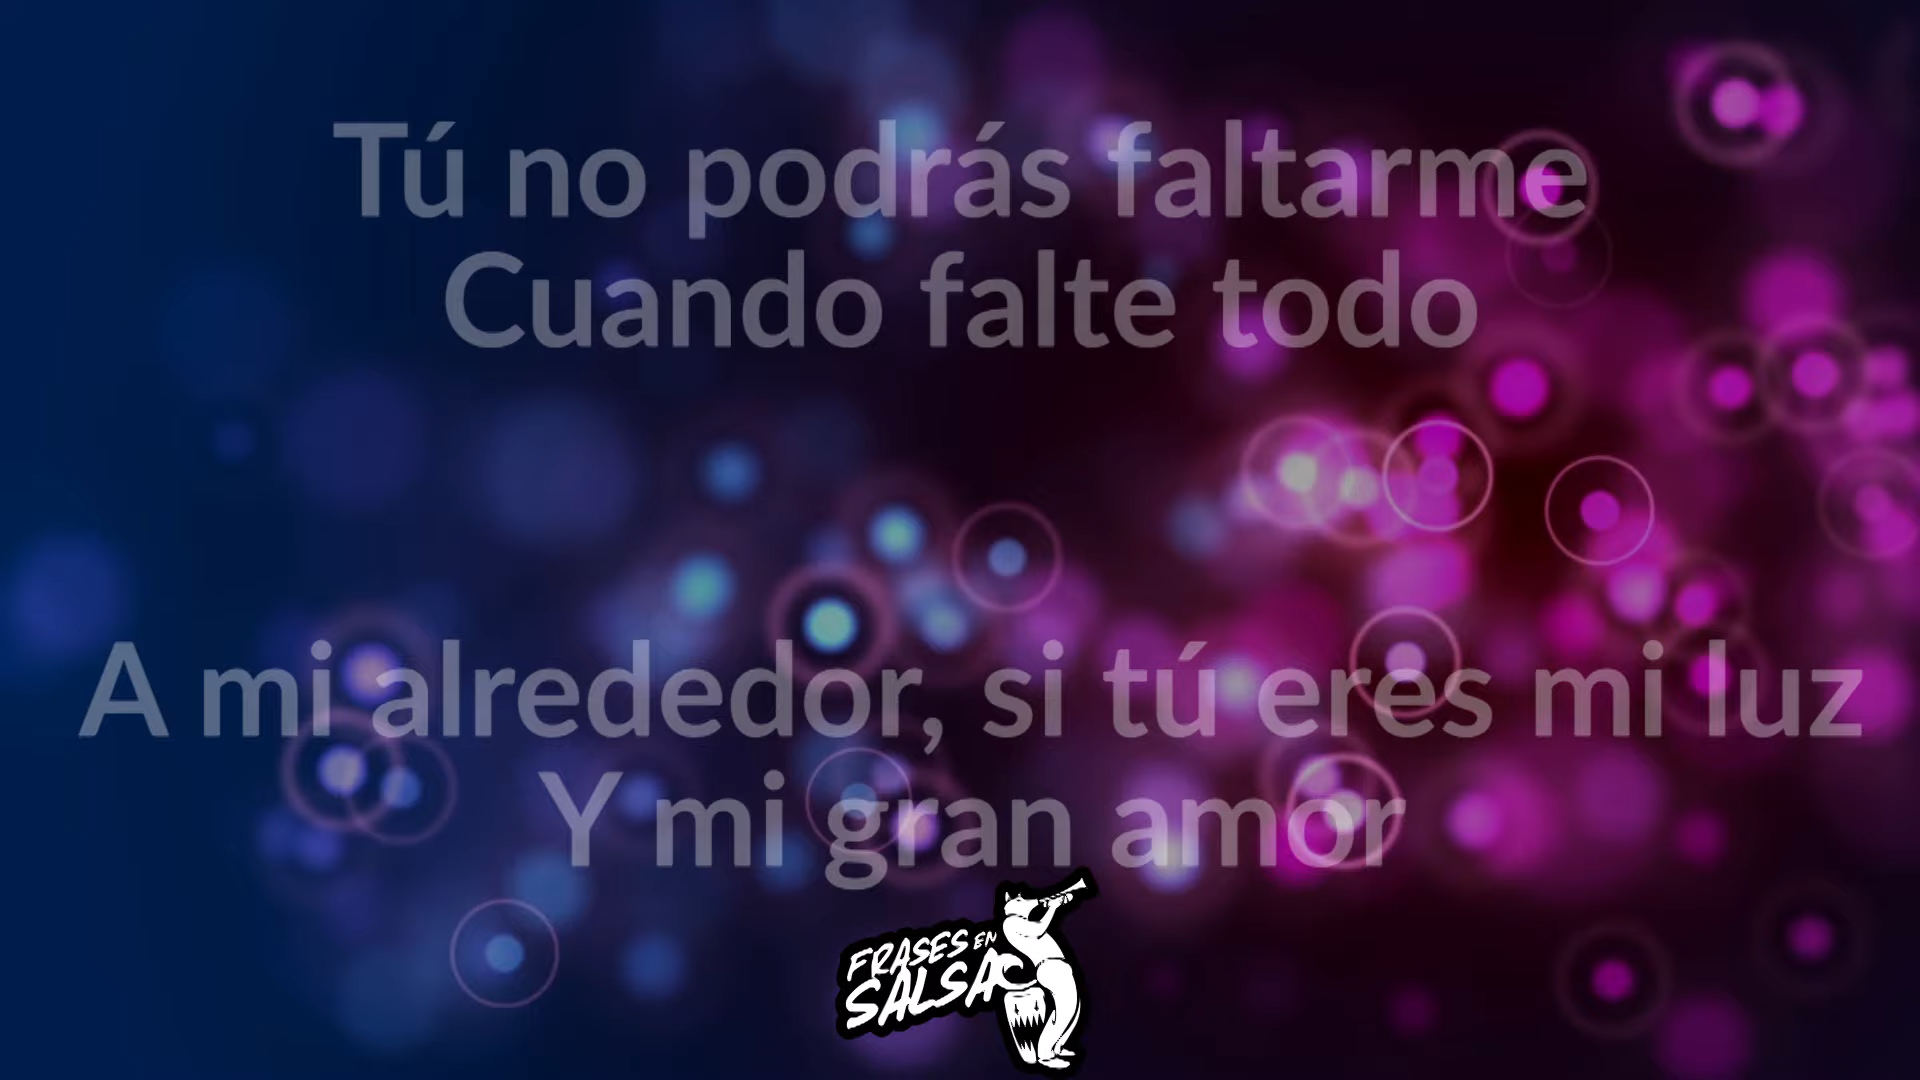 Tú no podrás faltarme
Cuando falte todo
A mi alrededor, si tú eres mi luz
Y mi gran amor
FRASES EN
SALSA